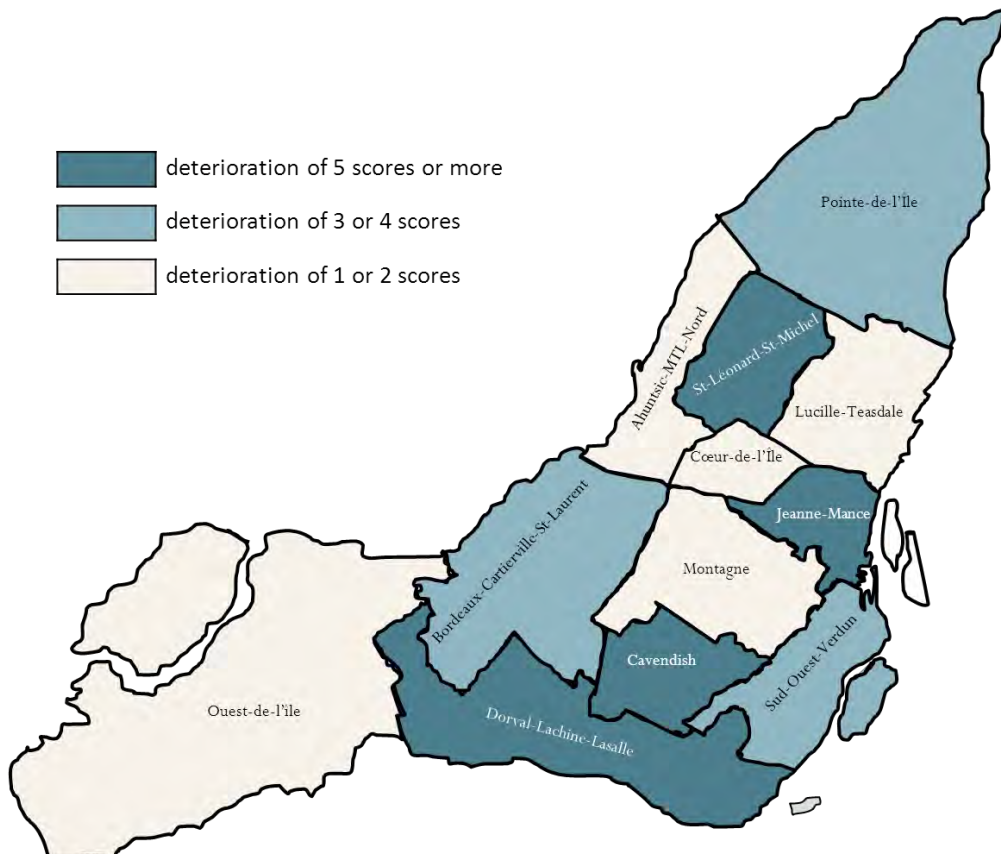 deterioration of 5 scores or more
deterioration of 3 or 4 scores
deterioration of 1 or 2 scores
Pointe-de-l'Île
Ahuntsic-MTL-Nord
St-Léonard-St-Michel
Lucille-Teasdale
Cœur-de-l'Île
Jeanne-Mance
Bordeaux-Cartierville-St-Laurent
Montagne
Cavendish
Sud-Ouest-Verdun
Ouest-de-l'île
Dorval-Lachine-Lasalle